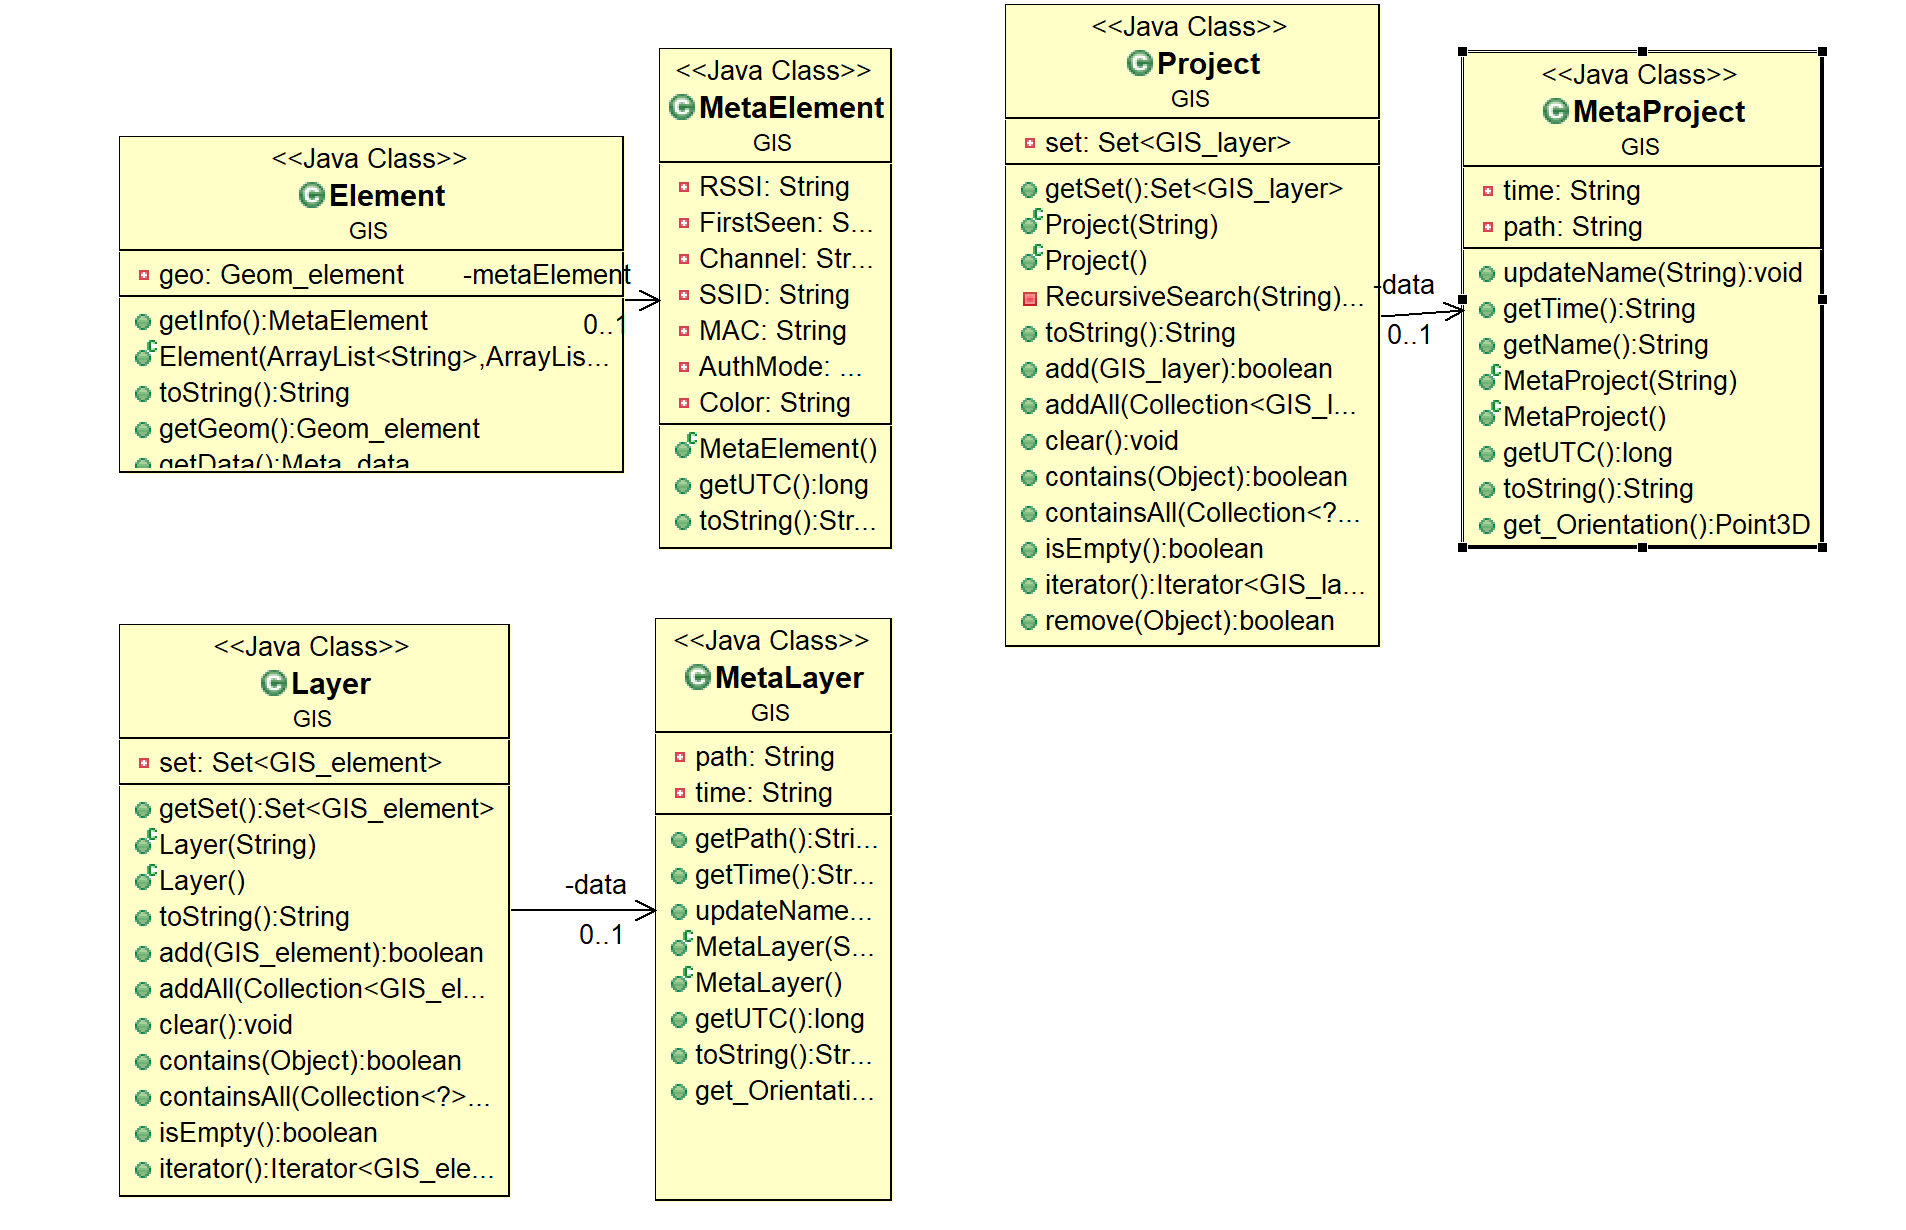 <<Java Class>>
Element
GIS
geo: Geom_element
getInfo():MetaElement
Element(ArrayList<String>,ArrayLis...
toString():String
getGeom():Geom_element
getData():Meta_data
-metaElement
0..1
<<Java Class>>
MetaElement
GIS
RSSI: String
FirstSeen: S...
Channel: Str...
SSID: String
MAC: String
AuthMode: ...
Color: String
MetaElement()
getUTC():long
toString():Str...
<<Java Class>>
Project
GIS
set: Set<GIS_layer>
getSet():Set<GIS_layer>
Project(String)
Project()
RecursiveSearch(String)...
toString():String
add(GIS_layer):boolean
addAll(Collection<GIS_l...
clear():void
contains(Object):boolean
containsAll(Collection<?...
isEmpty():boolean
iterator():Iterator<GIS_la...
remove(Object):boolean
-data
0..1
<<Java Class>>
MetaProject
GIS
time: String
path: String
updateName(String):void
getTime():String
getName():String
MetaProject(String)
MetaProject()
getUTC():long
toString():String
get_Orientation():Point3D
<<Java Class>>
Layer
GIS
set: Set<GIS_element>
getSet():Set<GIS_element>
Layer(String)
Layer()
toString():String
add(GIS_element):boolean
addAll(Collection<GIS_el...
clear():void
contains(Object):boolean
containsAll(Collection<?>...
isEmpty():boolean
iterator():Iterator<GIS_ele...
-data
0..1
<<Java Class>>
MetaLayer
GIS
path: String
time: String
getPath():Stri...
getTime():Str...
updateName...
MetaLayer(S...
MetaLayer()
getUTC():long
toString():Str...
get_Orientati...